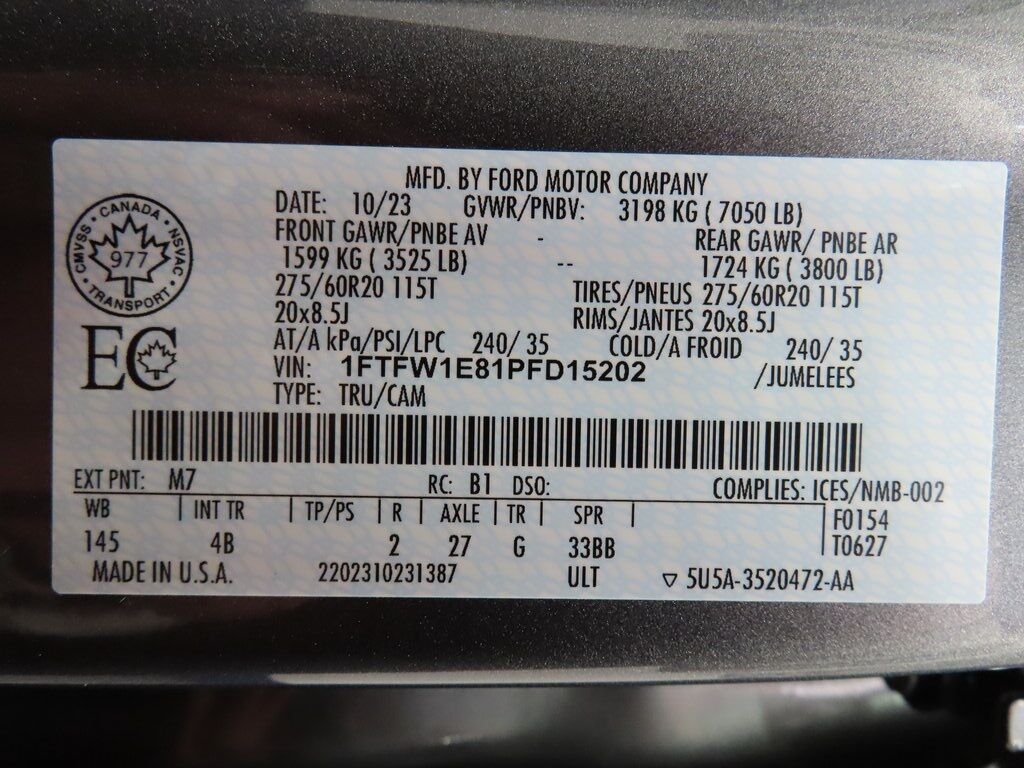 MFD. BY FORD MOTOR COMPANY
DATE: 10/23 GVWR/PNBV: 3198 KG ( 7050 LB)
FRONT GAWR/PNBE AV - REAR GAWR/ PNBE AR
1599 KG ( 3525 LB) -- 1724 KG ( 3800 LB)
275/60R20 115T TIRES/PNEUS 275/60R20 115T
20x8.5J RIMS/JANTES 20x8.5J
AT/A kPa/PSI/LPC 240/ 35 COLD/A FROID 240/ 35
VIN: 1FTFW1E81PFD15202 /JUMELEES
TYPE: TRU/CAM
CANADA
CMVSS NSVAC
977
TRANSPORT
EC
EXT PNT: M7 RC: B1 DSO: COMPLIES: ICES/NMB-002
WB | INT TR | TP/PS | R | AXLE | TR | SPR | F0154
145 4B 2 27 G 33BB T0627
MADE IN U.S.A. 2202310231387 ULT ▽ 5U5A-3520472-AA